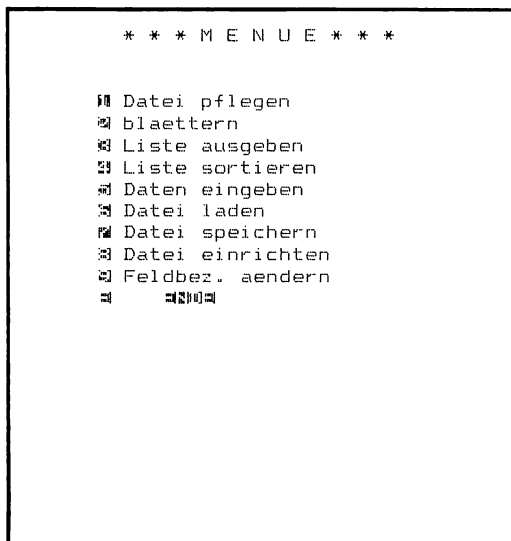 * * * M E N U E * * *
Datei pflegen
blaettern
Liste ausgeben
Liste sortieren
Daten eingeben
Datei laden
Datei speichern
Datei einrichten
Feldbez. aendern